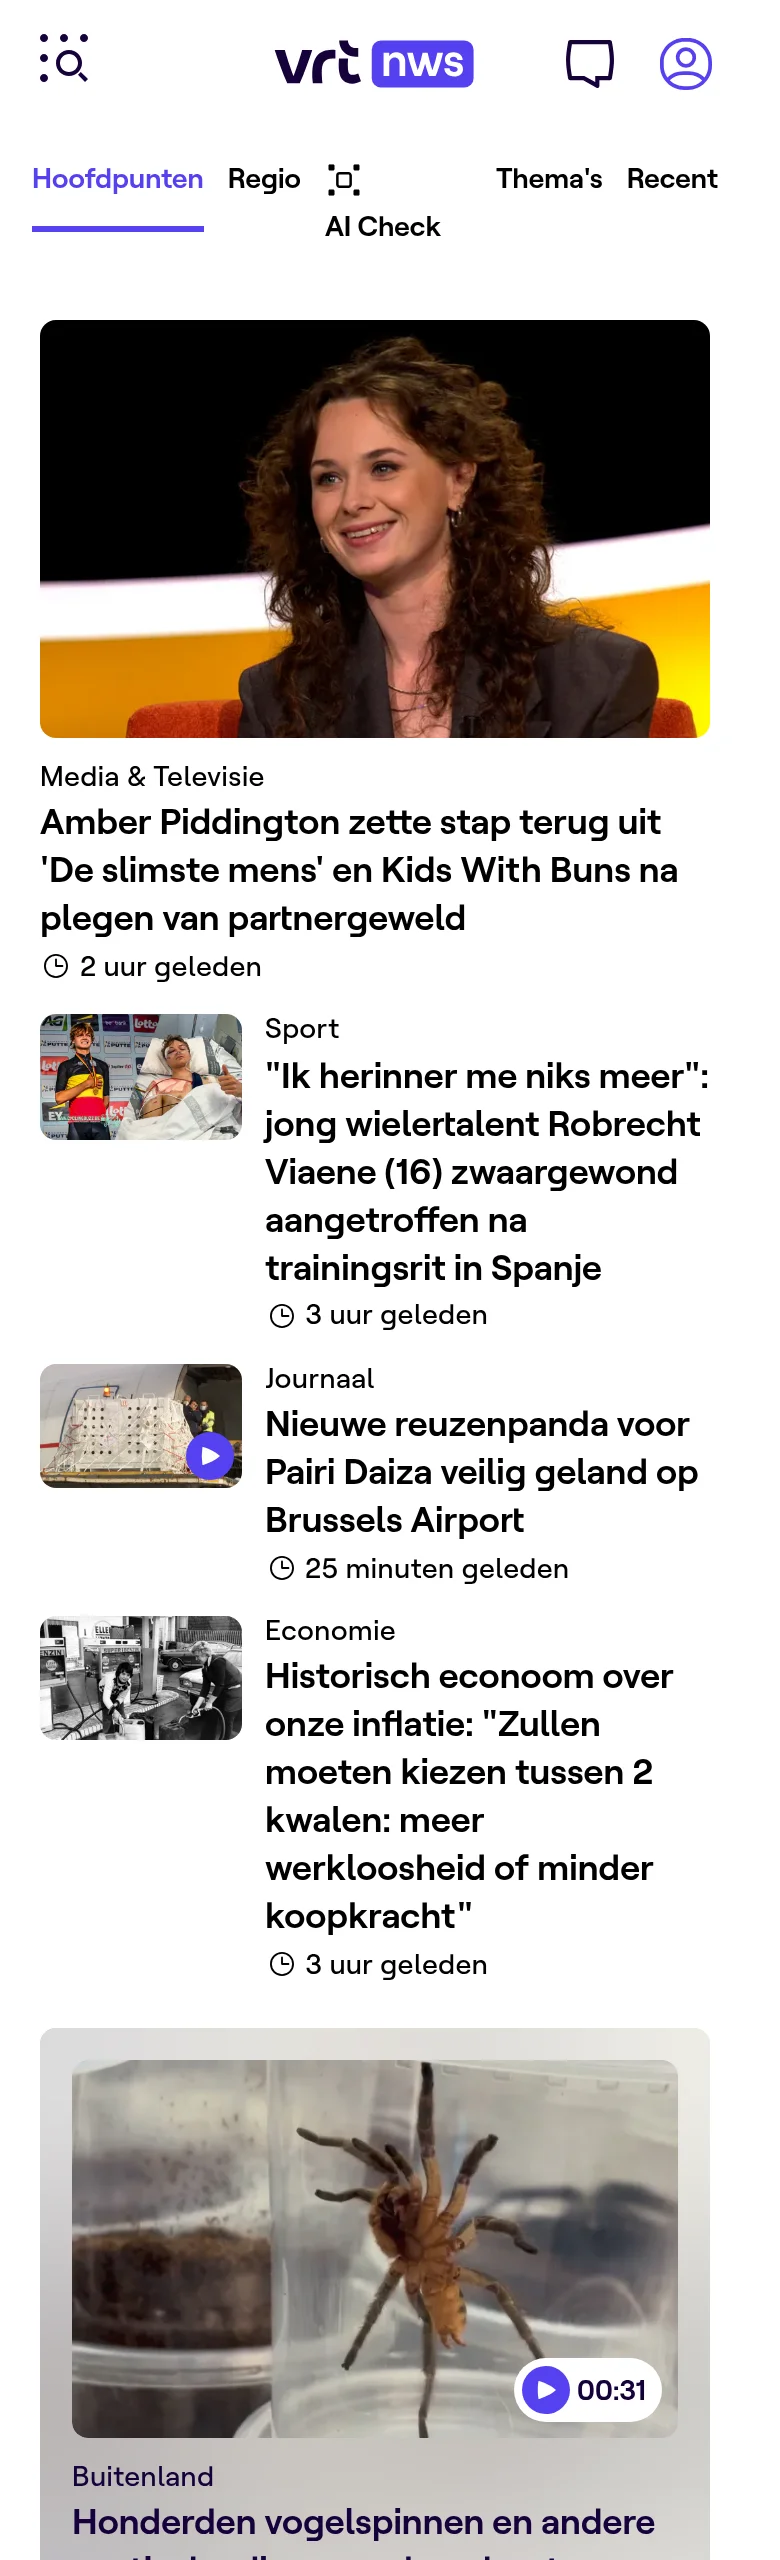 vrt nws
Hoofdpunten
Regio
AI Check
Thema's
Recent
Media & Televisie
Amber Piddington zette stap terug uit
'De slimste mens' en Kids With Buns na
plegen van partnergeweld
2 uur geleden
Sport
"Ik herinner me niks meer":
jong wielertalent Robrecht
Viaene (16) zwaargewond
aangetroffen na
trainingsrit in Spanje
3 uur geleden
Journaal
Nieuwe reuzenpanda voor
Pairi Daiza veilig geland op
Brussels Airport
25 minuten geleden
Economie
Historisch econoom over
onze inflatie: "Zullen
moeten kiezen tussen 2
kwalen: meer
werkloosheid of minder
koopkracht"
3 uur geleden
00:31
Buitenland
Honderden vogelspinnen en andere